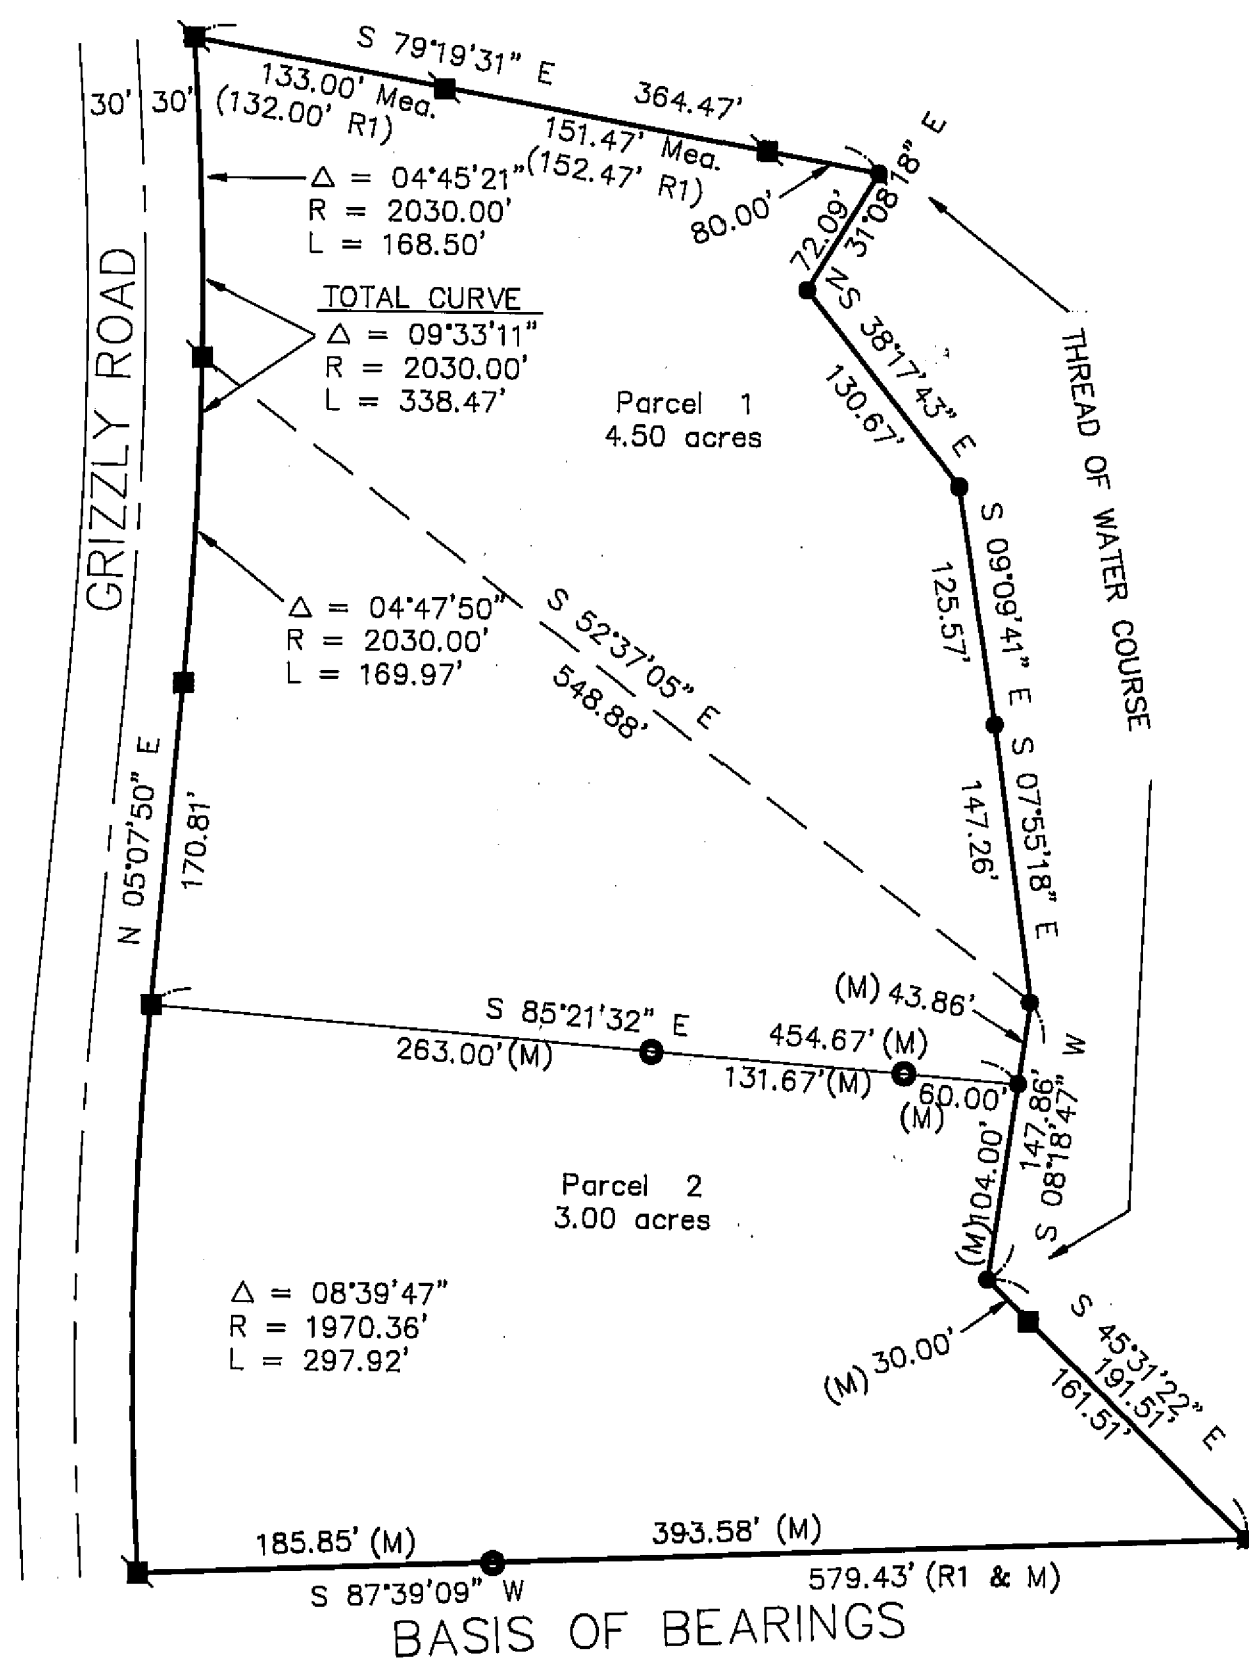 S 79°19'31" E
133.00' Mea.
(132.00' R1)
364.47'
151.47' Mea.
(152.47' R1)
80.00'
30'
30'
72.09'
N 31°08'18" E
Δ = 04°45'21"
R = 2030.00'
L = 168.50'
TOTAL CURVE
Δ = 09°33'11"
R = 2030.00'
L = 338.47'
GRIZZLY ROAD
S 38°17'43" E
130.67'
Parcel 1
4.50 acres
THREAD OF WATER COURSE
S 09°09'41" E
125.57'
Δ = 04°47'50"
R = 2030.00'
L = 169.97'
S 52°37'05" E
548.88'
N 05°07'50" E
170.81'
S 07°55'18" E
147.26'
(M) 43.86'
S 85°21'32" E
263.00'(M)
454.67'(M)
131.67'(M)
60.00'
(M)
147.86'
S 08°18'47" W
(M)104.00'
Parcel 2
3.00 acres
Δ = 08°39'47"
R = 1970.36'
L = 297.92'
(M) 30.00'
S 45°31'22" E
191.51'
161.51'
185.85' (M)
393.58' (M)
S 87°39'09" W
579.43' (R1 & M)
BASIS OF BEARINGS